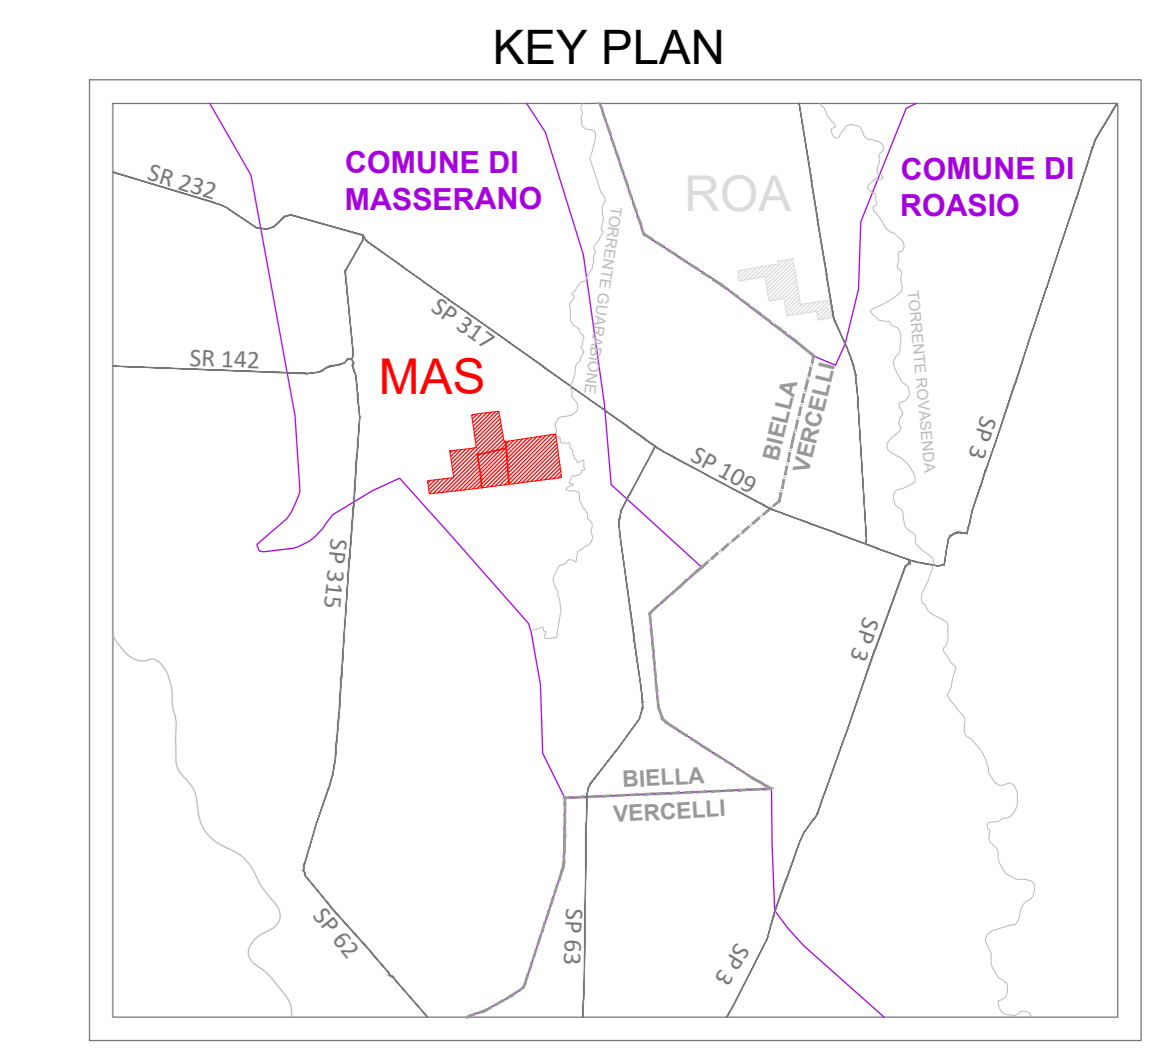 KEY PLAN
COMUNE DI
MASSERANO
COMUNE DI
ROASIO
SR 232
ROA
TORRENTE GUARABIONE
TORRENTE ROVASENDA
SP 317
SR 142
MAS
BIELLA
VERCELLI
SP 3
SP 109
SP 315
SP 3
BIELLA
VERCELLI
SP 62
SP 63
SP 3